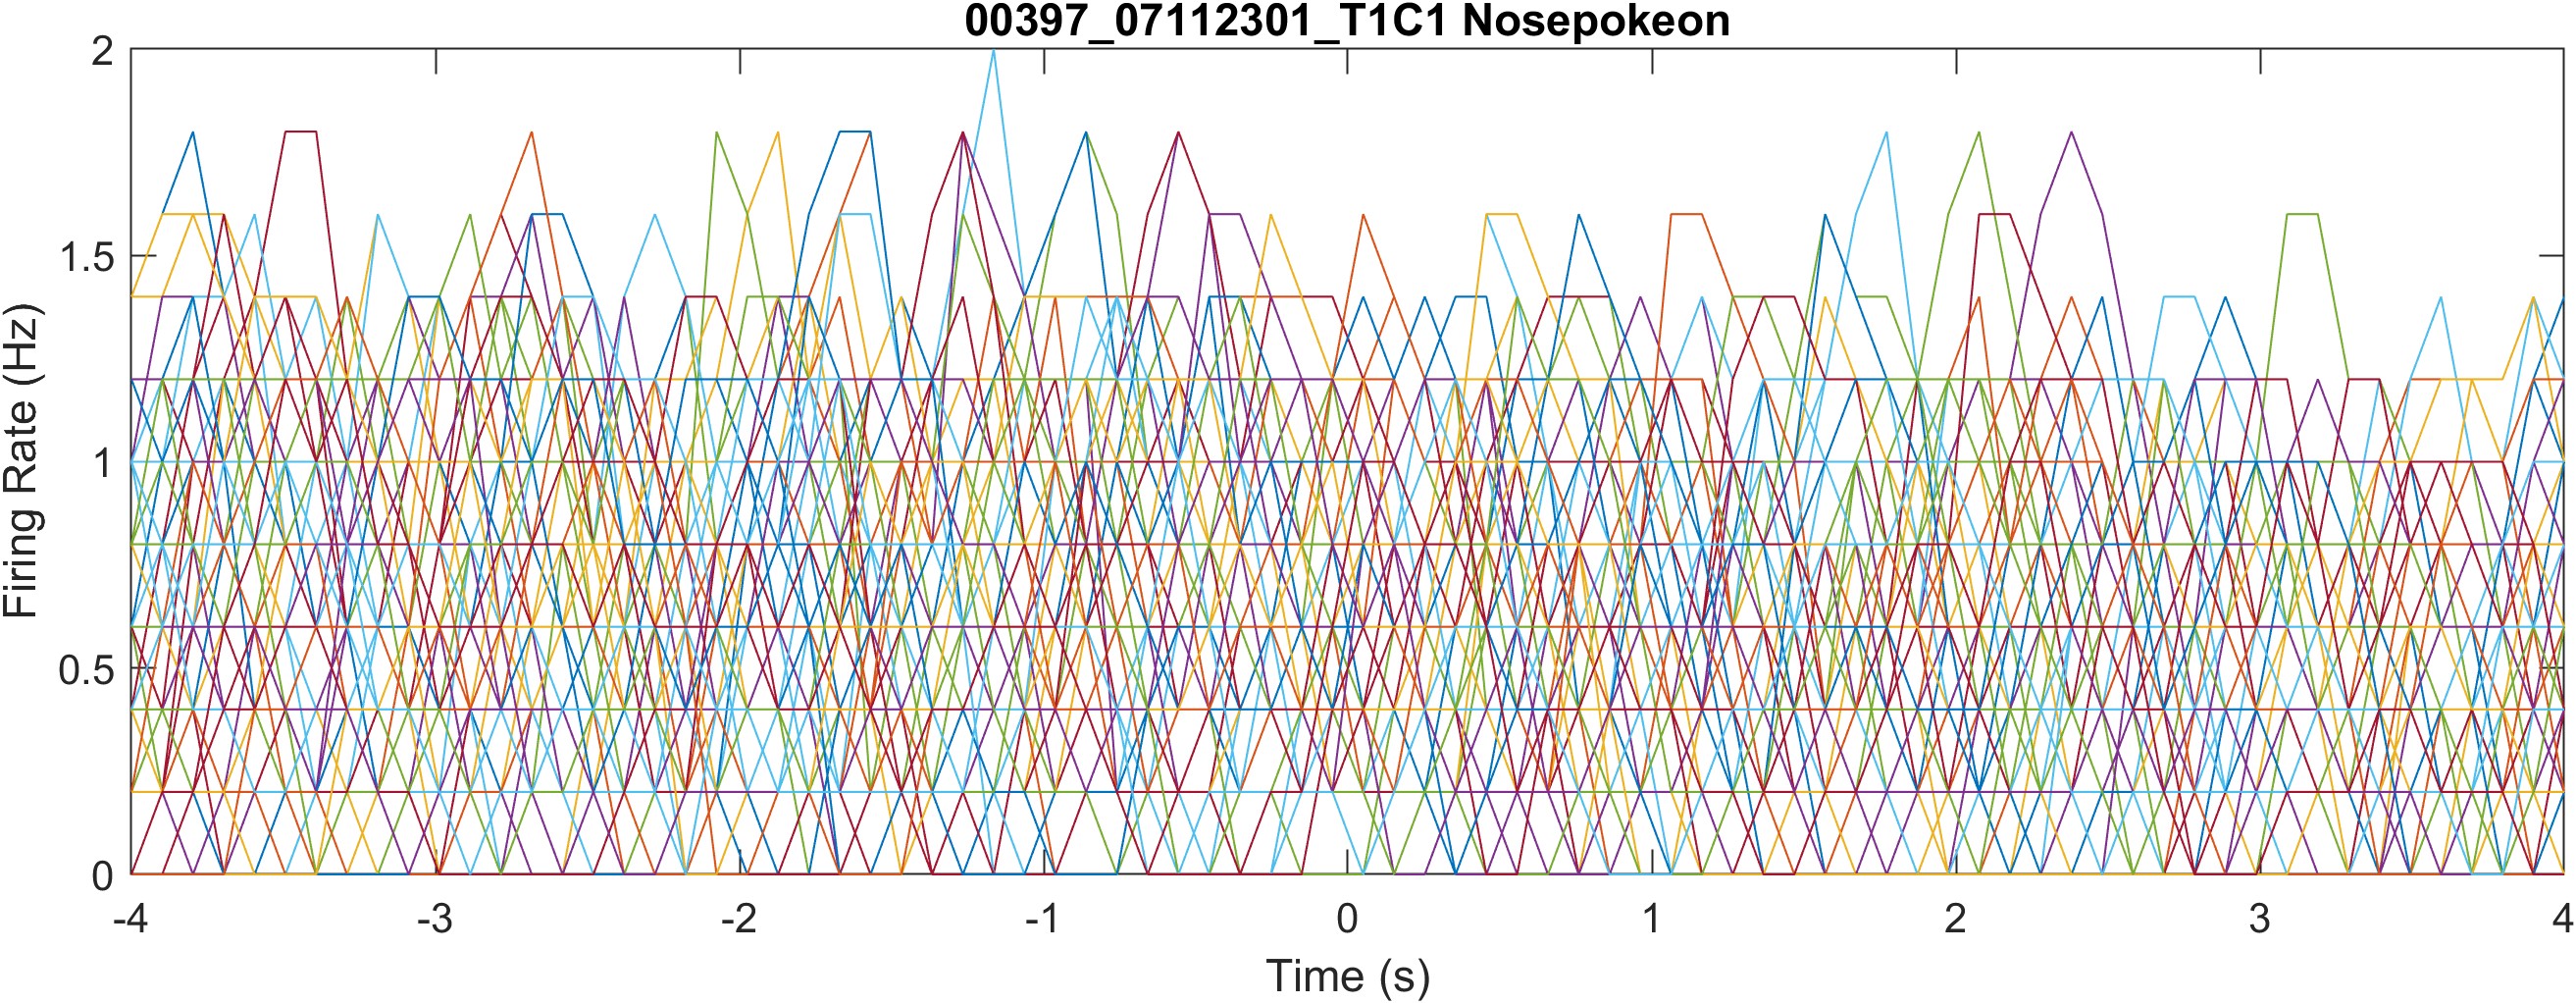 00397_07112301_T1C1 Nosepokeon
Firing Rate (Hz)
2
1.5
1
0.5
0
-4 -3 -2 -1 0 1 2 3 4
Time (s)